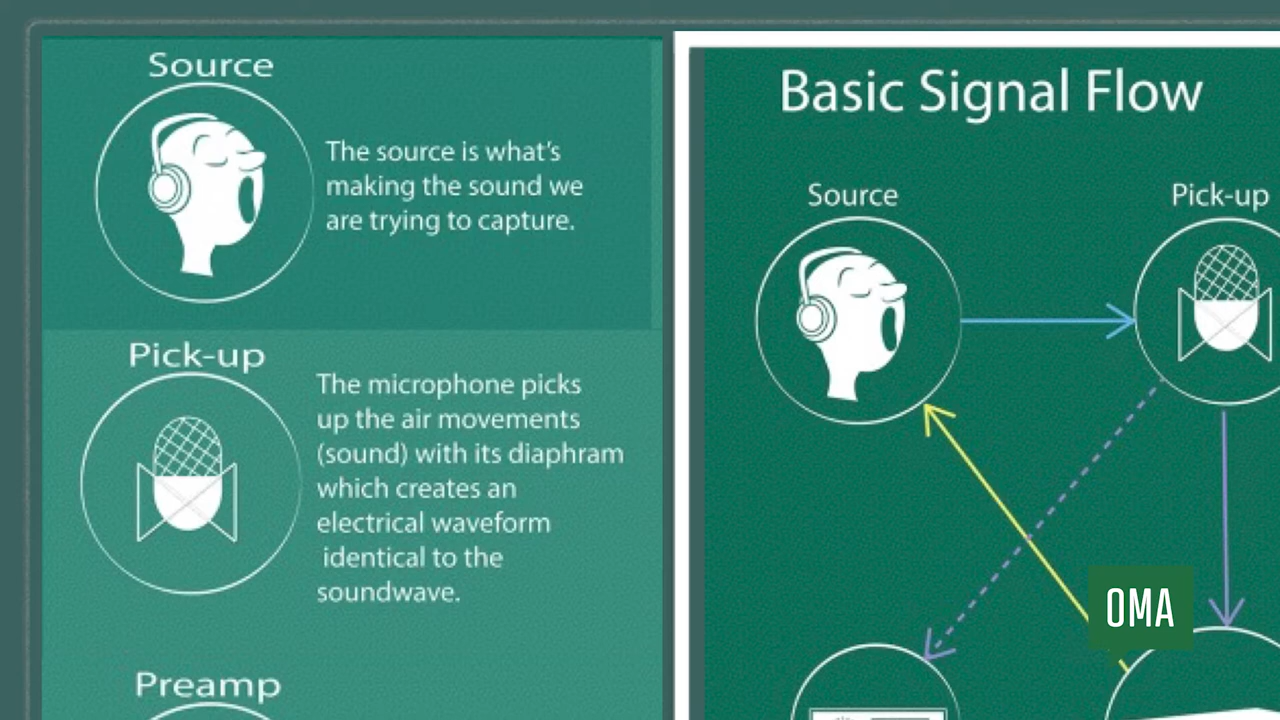 Source
The source is what's
making the sound we
are trying to capture.
Pick-up
The microphone picks
up the air movements
(sound) with its diaphram
which creates an
electrical waveform
identical to the
soundwave.
Preamp
Basic Signal Flow
Source
Pick-up
OMA